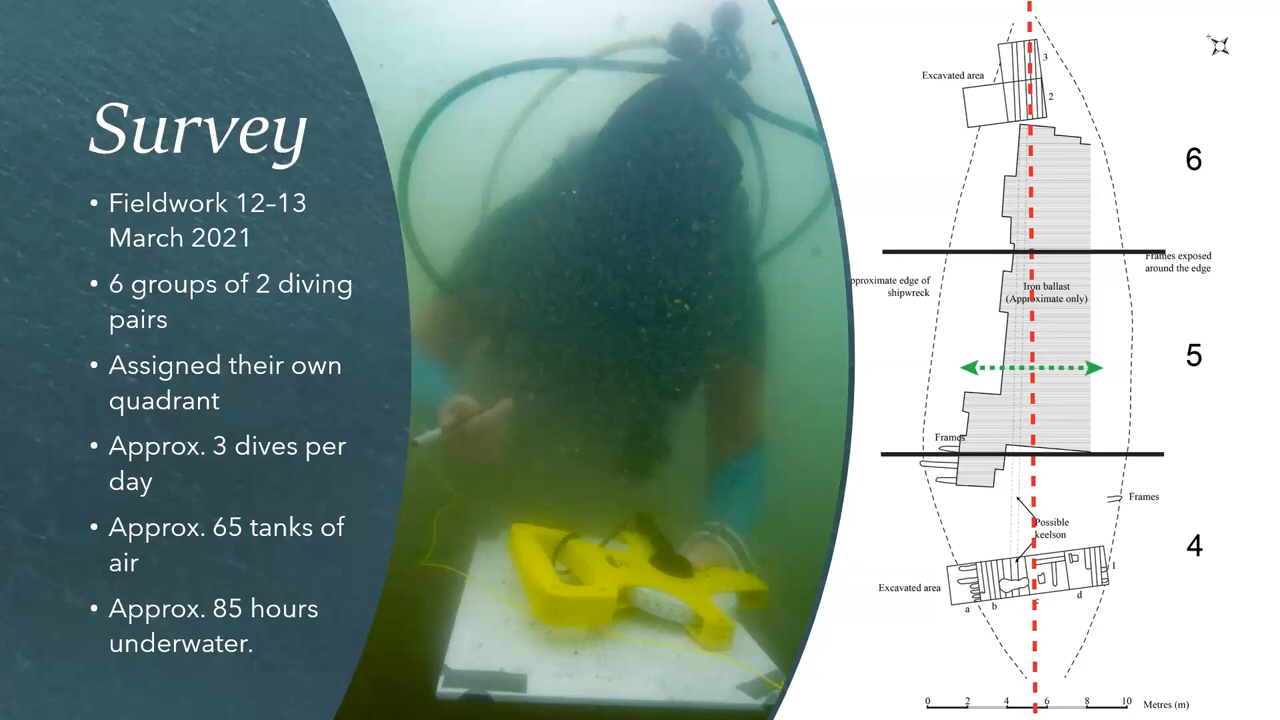 Survey
• Fieldwork 12–13
March 2021
• 6 groups of 2 diving
pairs
• Assigned their own
quadrant
• Approx. 3 dives per
day
• Approx. 65 tanks of
air
• Approx. 85 hours
underwater.
3
Excavated area
2
6
Frames exposed
around the edge
pproximate edge of
shipwreck
Iron ballast
(Approximate only)
5
Frames
Frames
Possible
keelson
4
1
Excavated area
a
b
c
d
0 2 4 6 8 10 Metres (m)